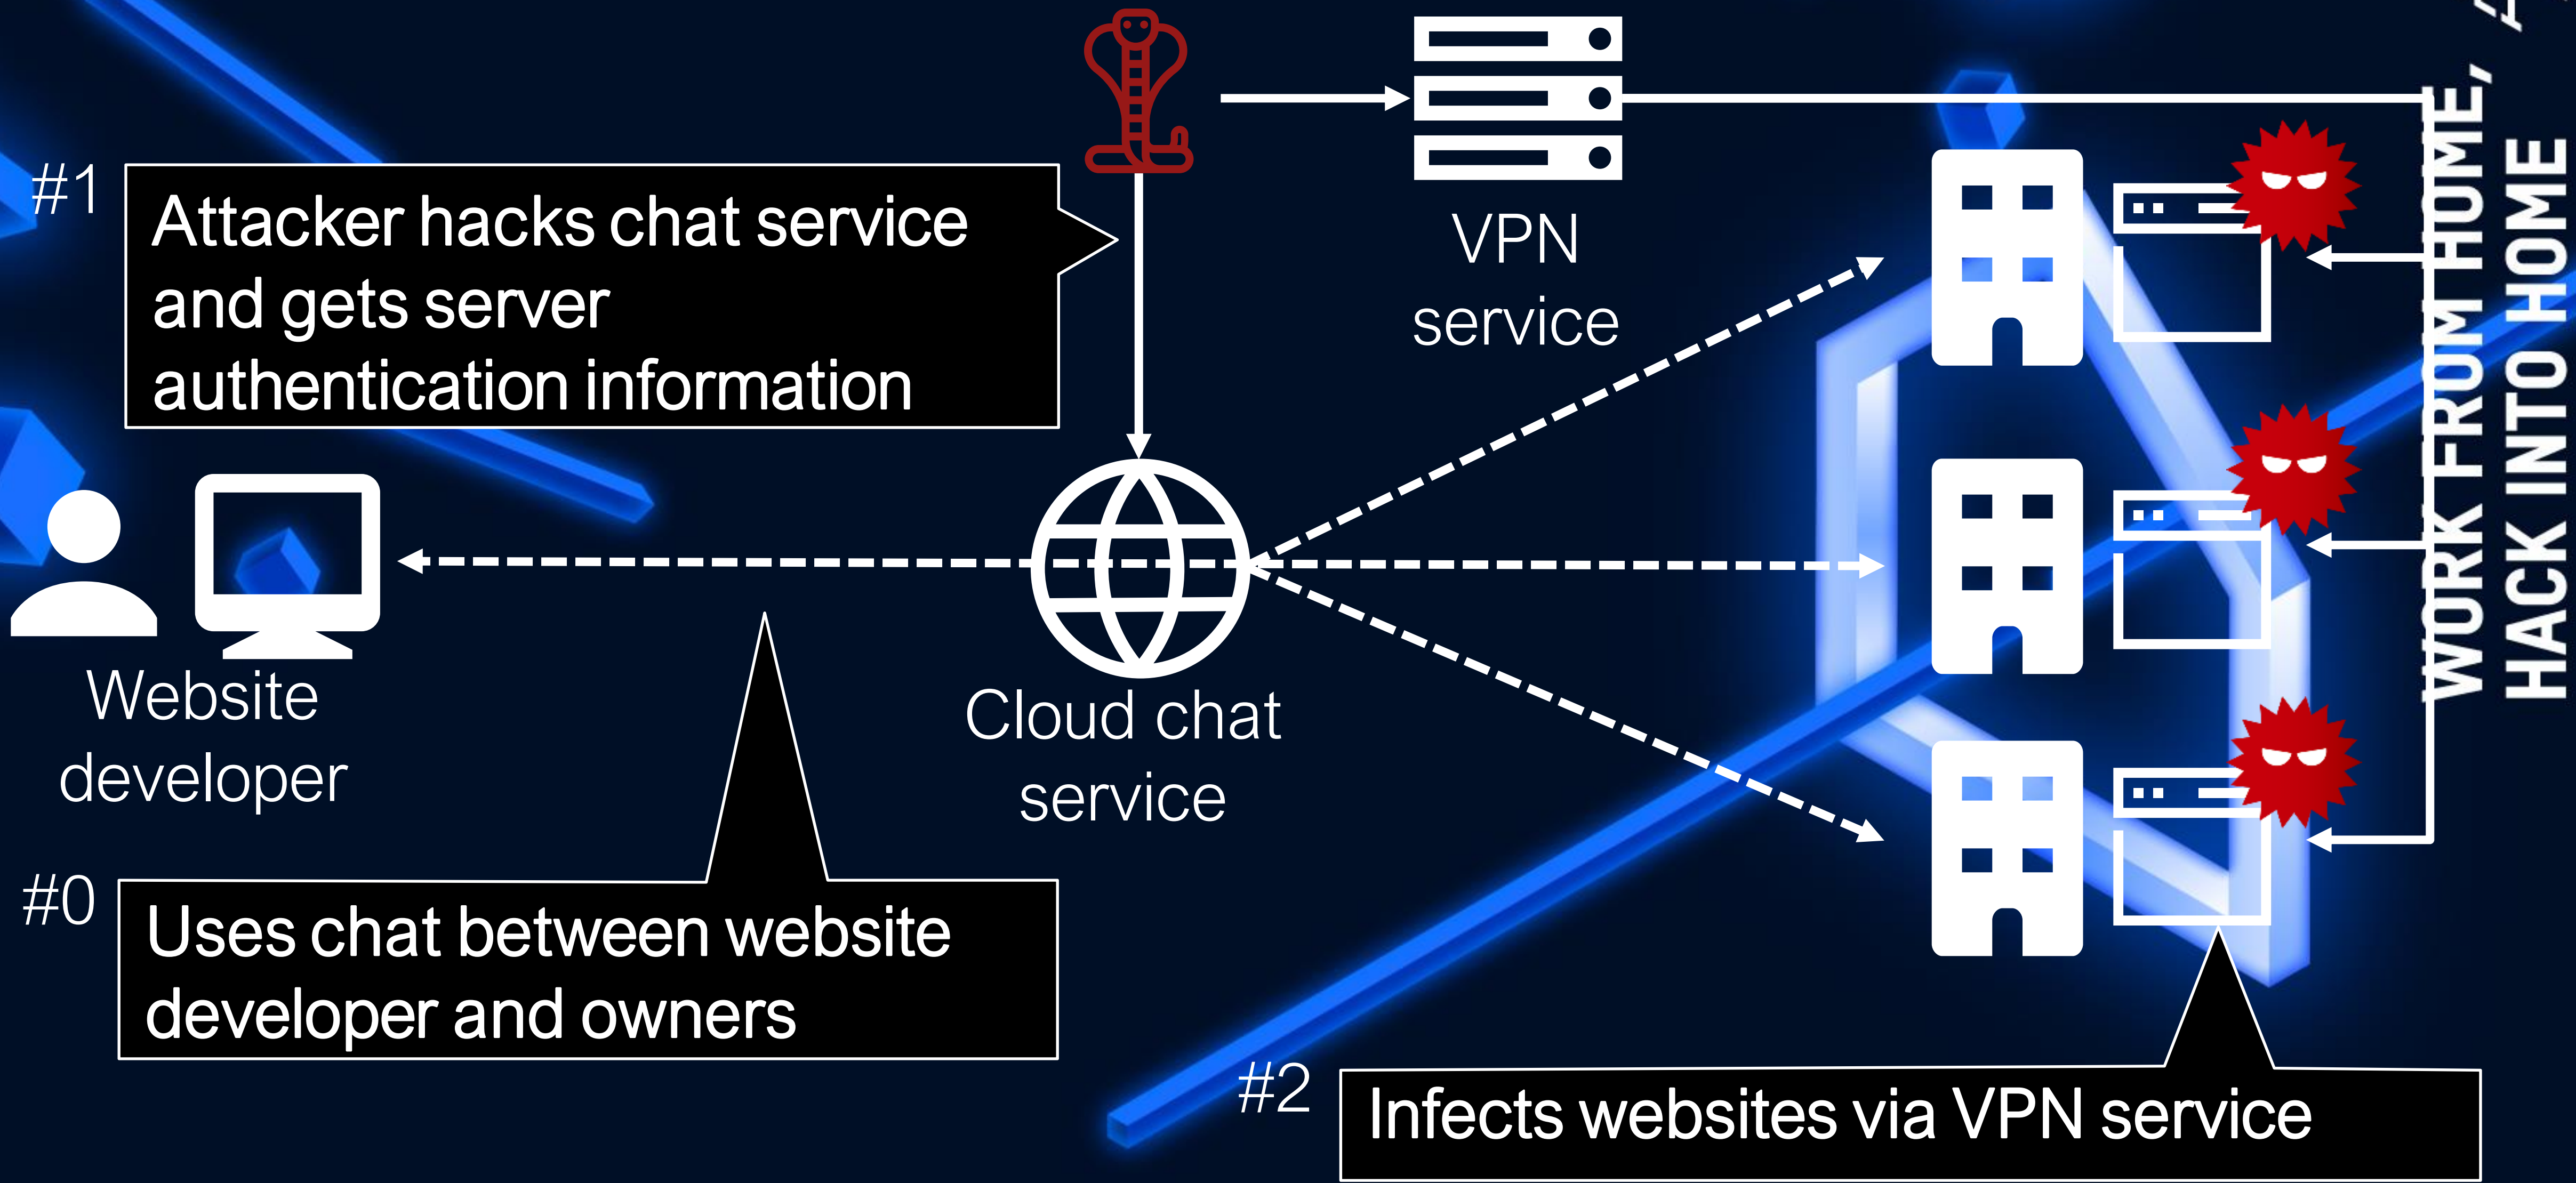 #1
Attacker hacks chat service
and gets server
authentication information
VPN
service
Website
developer
Cloud chat
service
#0
Uses chat between website
developer and owners
#2
Infects websites via VPN service
WORK FROM HOME,
HACK INTO HOME